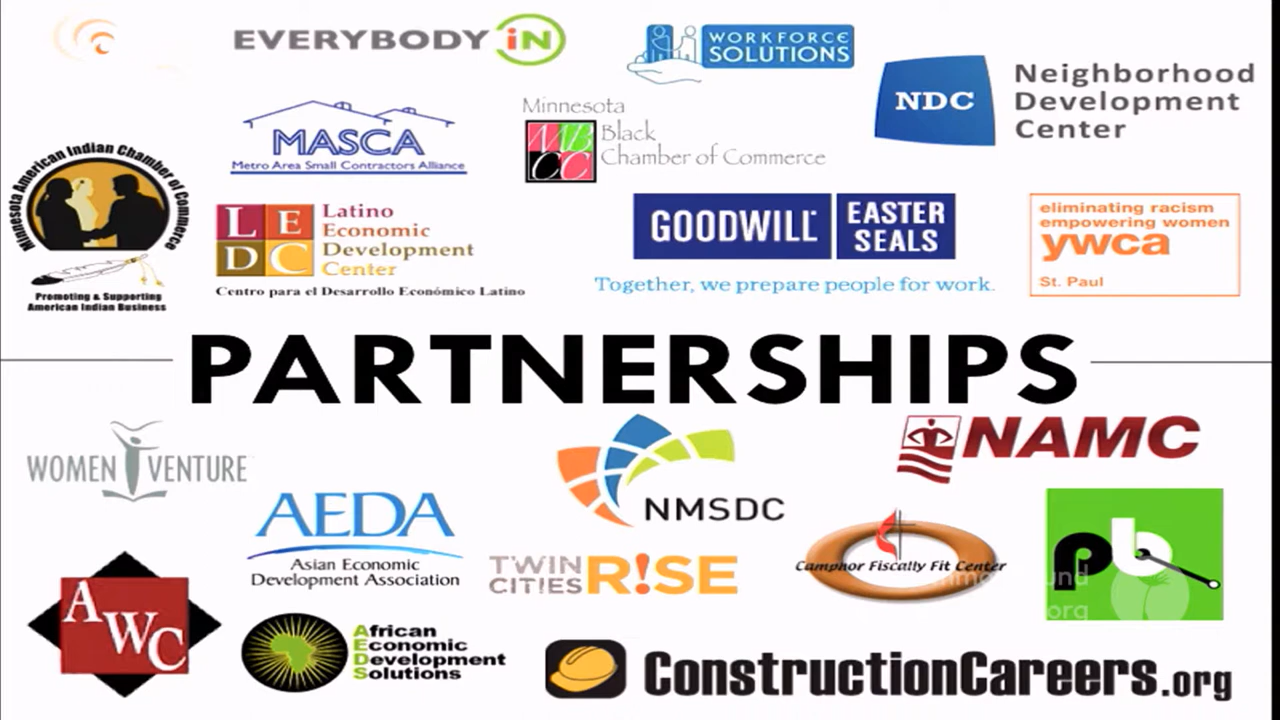 EVERYBODY iN
WORKFORCE
SOLUTIONS
NDC
Neighborhood
Development
Center
MASCA
Metro Area Small Contractors Alliance
Minnesota
MB
CC
Black
Chamber of Commerce
Minnesota American Indian Chamber of Commerce
Promoting & Supporting
American Indian Business
LE
DC
Latino
Economic
Development
Center
Centro para el Desarrollo Económico Latino
GOODWILL
EASTER
SEALS
Together, we prepare people for work.
eliminating racism
empowering women
ywca
St. Paul
PARTNERSHIPS
WOMEN VENTURE
NMSDC
NAMC
AEDA
Asian Economic
Development Association
TWIN
CITIES
R!SE
Camphor Fiscally Fit Center
pb
AWC
African
Economic
Development
Solutions
ConstructionCareers.org